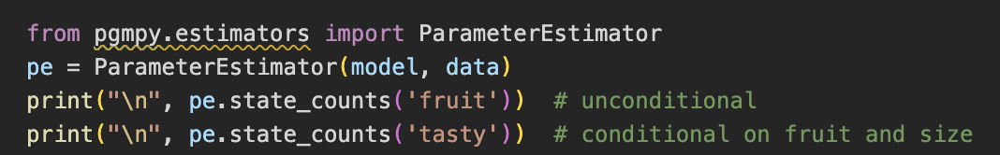 from pgmpy.estimators import ParameterEstimator
pe = ParameterEstimator(model, data)
print("\n", pe.state_counts('fruit'))  # unconditional
print("\n", pe.state_counts('tasty'))  # conditional on fruit and size